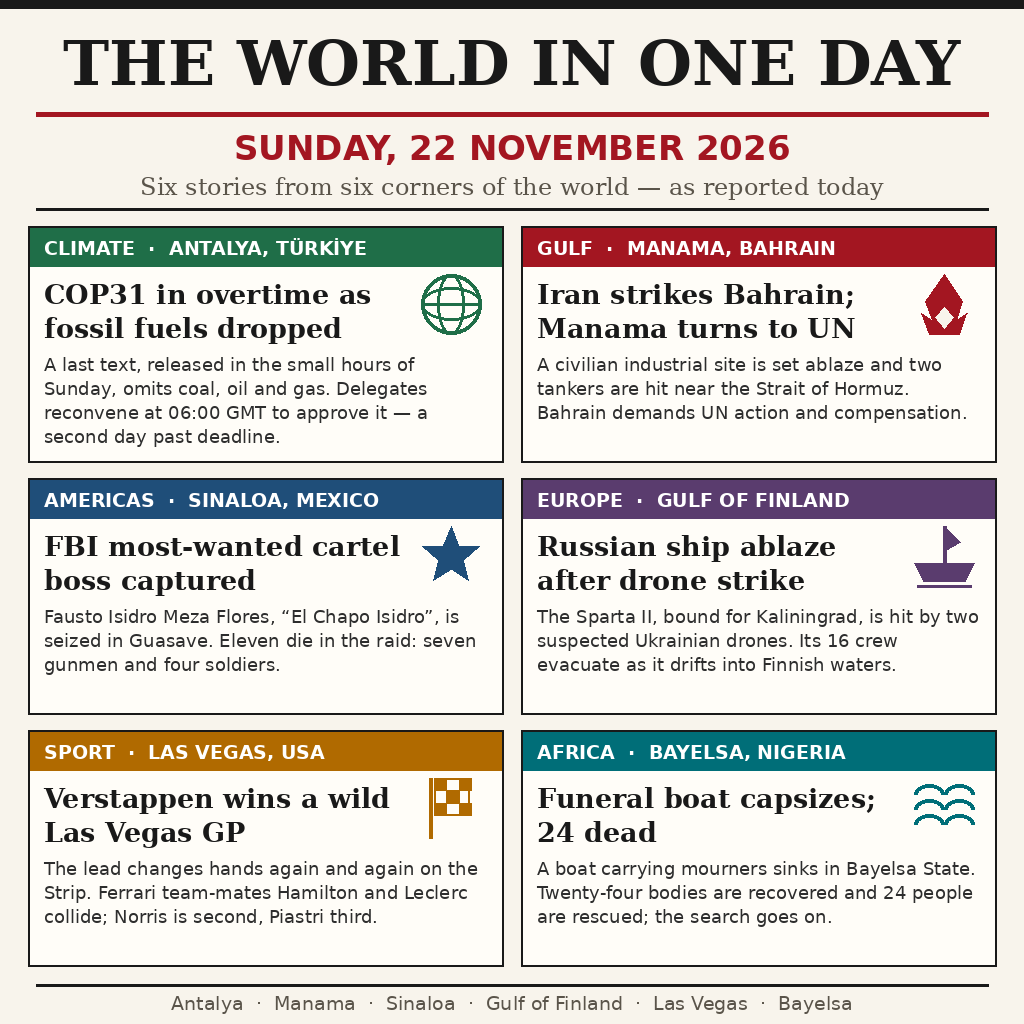 THE WORLD IN ONE DAY
SUNDAY, 22 NOVEMBER 2026
Six stories from six corners of the world — as reported today
CLIMATE · ANTALYA, TÜRKİYE
COP31 in overtime as
fossil fuels dropped
A last text, released in the small hours of
Sunday, omits coal, oil and gas. Delegates
reconvene at 06:00 GMT to approve it — a
second day past deadline.
GULF · MANAMA, BAHRAIN
Iran strikes Bahrain;
Manama turns to UN
A civilian industrial site is set ablaze and two
tankers are hit near the Strait of Hormuz.
Bahrain demands UN action and compensation.
AMERICAS · SINALOA, MEXICO
FBI most-wanted cartel
boss captured
Fausto Isidro Meza Flores, “El Chapo Isidro”, is
seized in Guasave. Eleven die in the raid: seven
gunmen and four soldiers.
EUROPE · GULF OF FINLAND
Russian ship ablaze
after drone strike
The Sparta II, bound for Kaliningrad, is hit by two
suspected Ukrainian drones. Its 16 crew
evacuate as it drifts into Finnish waters.
SPORT · LAS VEGAS, USA
Verstappen wins a wild
Las Vegas GP
The lead changes hands again and again on the
Strip. Ferrari team-mates Hamilton and Leclerc
collide; Norris is second, Piastri third.
AFRICA · BAYELSA, NIGERIA
Funeral boat capsizes;
24 dead
A boat carrying mourners sinks in Bayelsa State.
Twenty-four bodies are recovered and 24 people
are rescued; the search goes on.
Antalya · Manama · Sinaloa · Gulf of Finland · Las Vegas · Bayelsa